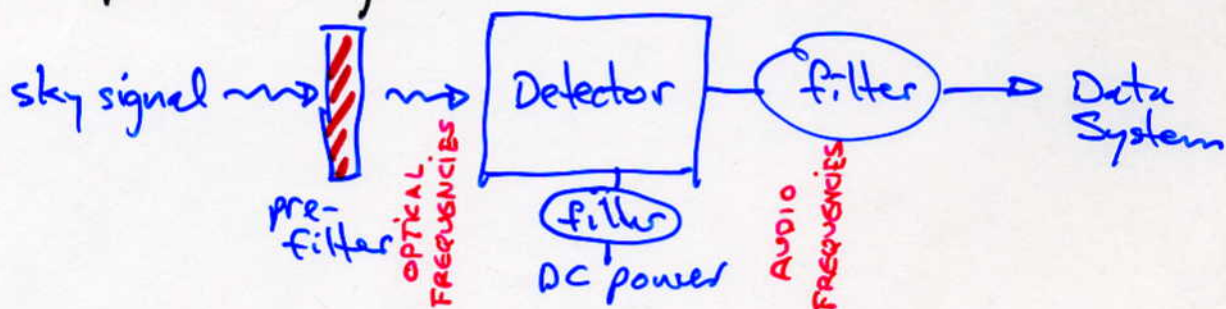 sky signal
pre-
filter
OPTICAL
FREQUENCIES
Detector
filter
DC power
filter
AUDIO
FREQUENCIES
Data
System